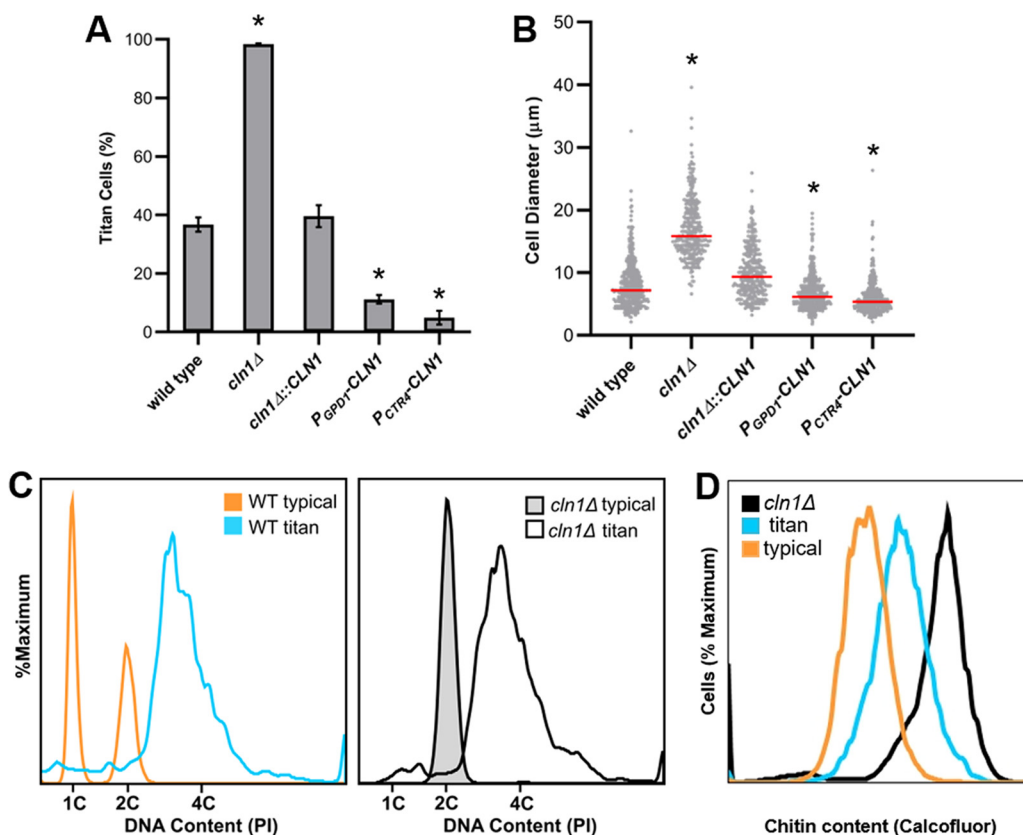 A
Titan Cells (%)
100
80
60
40
20
0
*
*
*
wild type
cln1Δ
cln1Δ::CLN1
PGPD1-CLN1
PCTR4-CLN1
B
Cell Diameter (μm)
50
40
30
20
10
0
*
*
*
wild type
cln1Δ
cln1Δ::CLN1
PGPD1-CLN1
PCTR4-CLN1
C
%Maximum
WT typical
WT titan
1C 2C 4C
DNA Content (PI)
cln1Δ typical
cln1Δ titan
1C 2C 4C
DNA Content (PI)
D
Cells (% Maximum)
cln1Δ
titan
typical
Chitin content (Calcofluor)